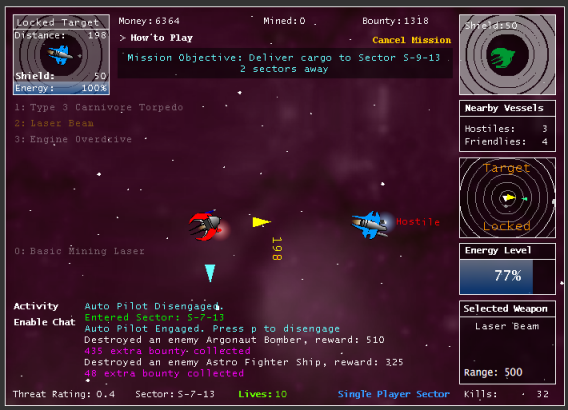 Locked Target
Distance: 198
Shield: 50
Energy: 100%
Money:6364 Mined:0 Bounty:1318
> How to Play Cancel Mission
Mission Objective: Deliver cargo to Sector S-9-13
2 sectors away
Shield:50
1: Type 3 Carnivore Torpedo
2: Laser Beam
3: Engine Overdrive
Nearby Vessels
Hostiles: 3
Friendlies: 4
Target
Locked
Hostile
198
0: Basic Mining Laser
Energy Level
77%
Selected Weapon
Laser Beam
Range: 500
Activity
Enable Chat
Auto Pilot Disengaged.
Entered Sector: S-7-13
Auto Pilot Engaged. Press p to disengage
Destroyed an enemy Argonaut Bomber, reward: 510
435 extra bounty collected
Destroyed an enemy Astro Fighter Ship, reward: 325
48 extra bounty collected
Threat Rating: 0.4 Sector: S-7-13 Lives:10 Single Player Sector Kills: 32